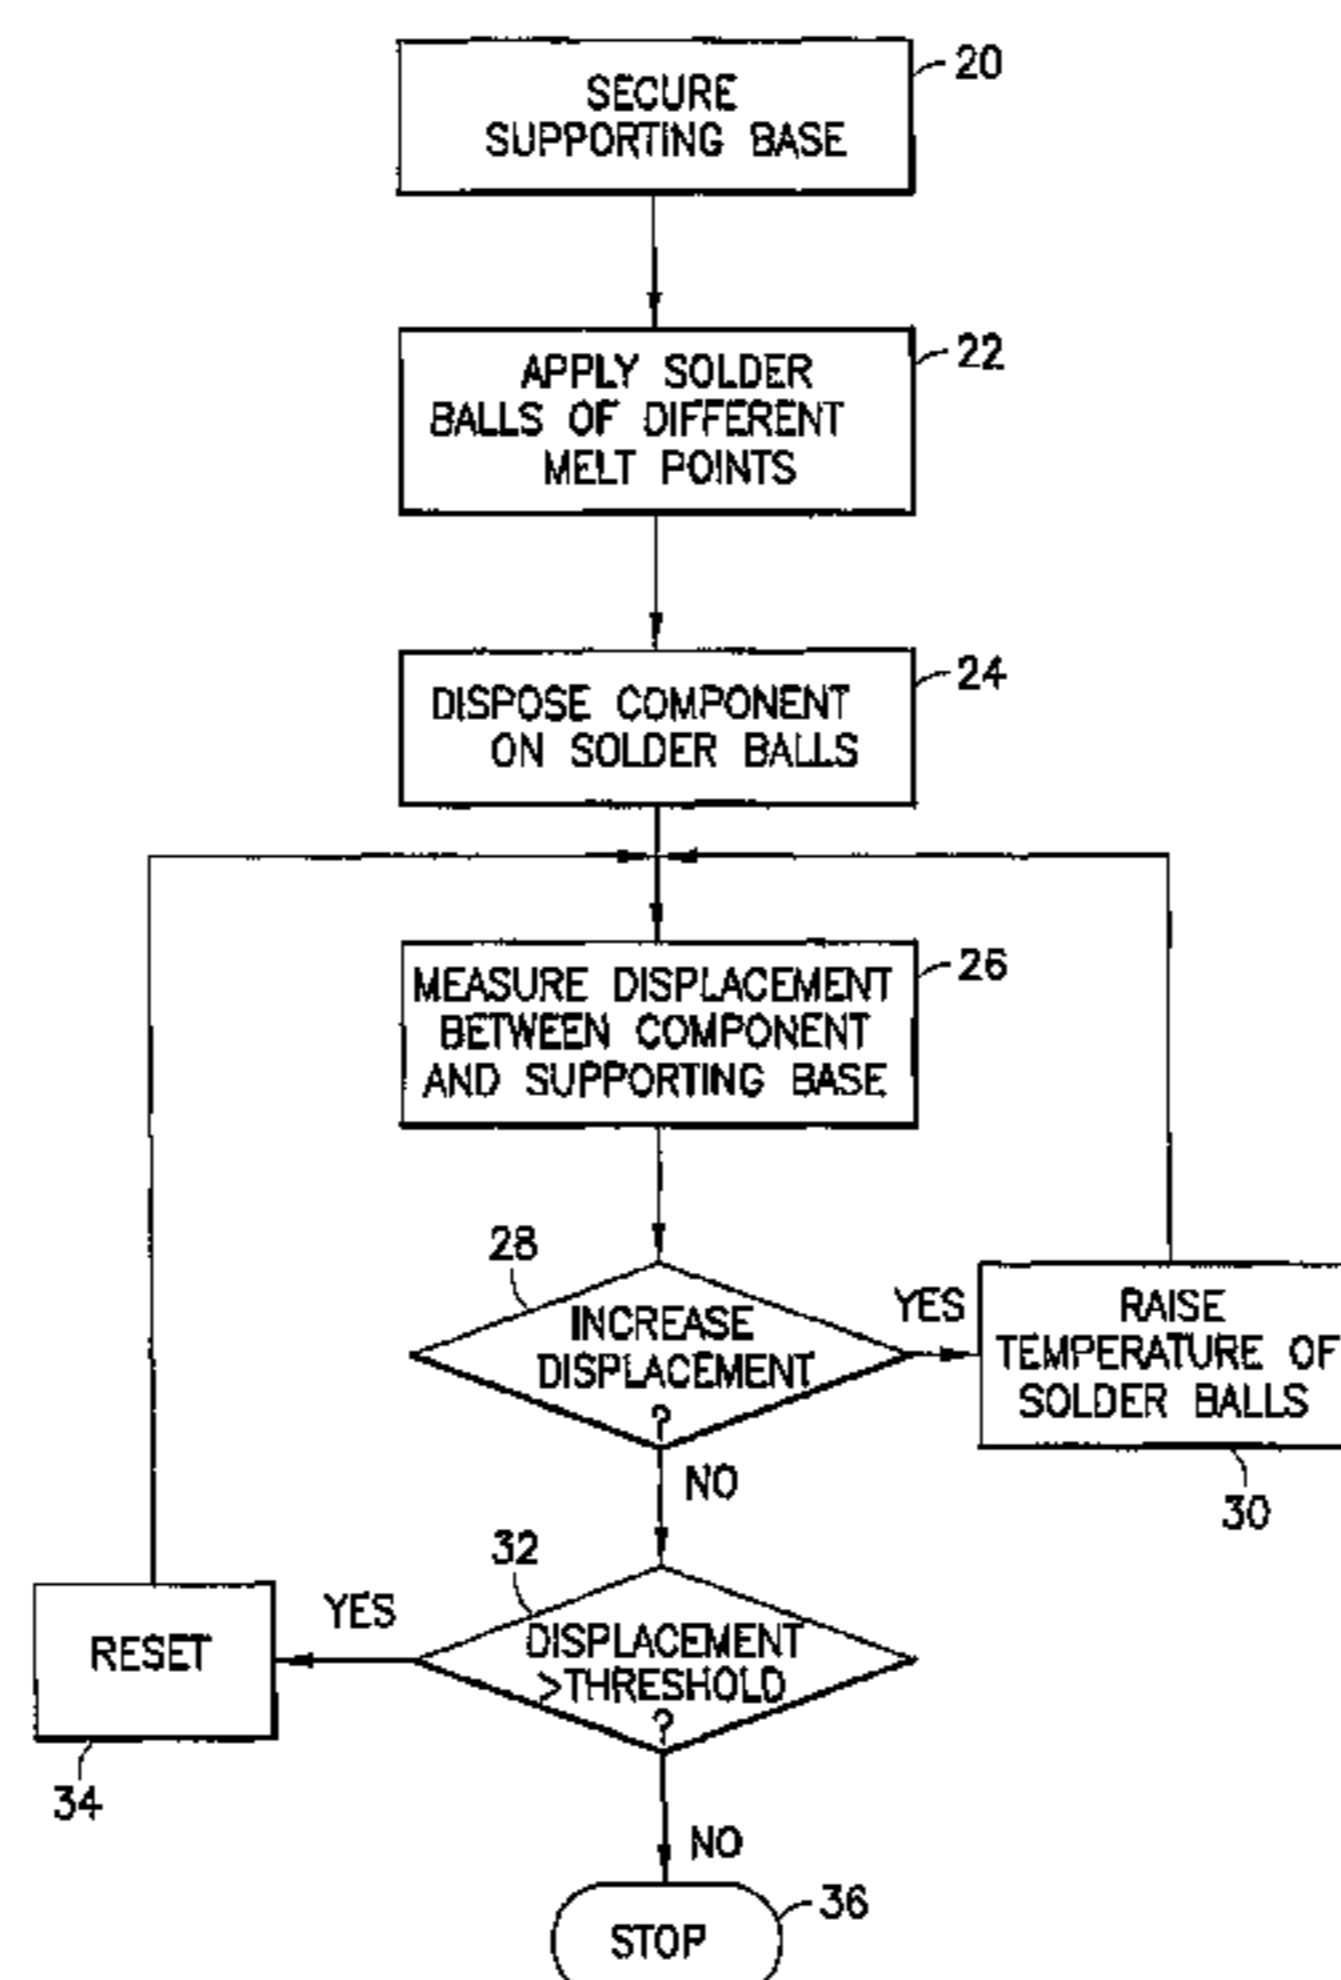 20
SECURE
SUPPORTING BASE
22
APPLY SOLDER
BALLS OF DIFFERENT
MELT POINTS
24
DISPOSE COMPONENT
ON SOLDER BALLS
26
MEASURE DISPLACEMENT
BETWEEN COMPONENT
AND SUPPORTING BASE
28
INCREASE
DISPLACEMENT
?
YES
RAISE
TEMPERATURE OF
SOLDER BALLS
30
NO
32
DISPLACEMENT
>THRESHOLD
?
YES
RESET
34
NO
STOP
36